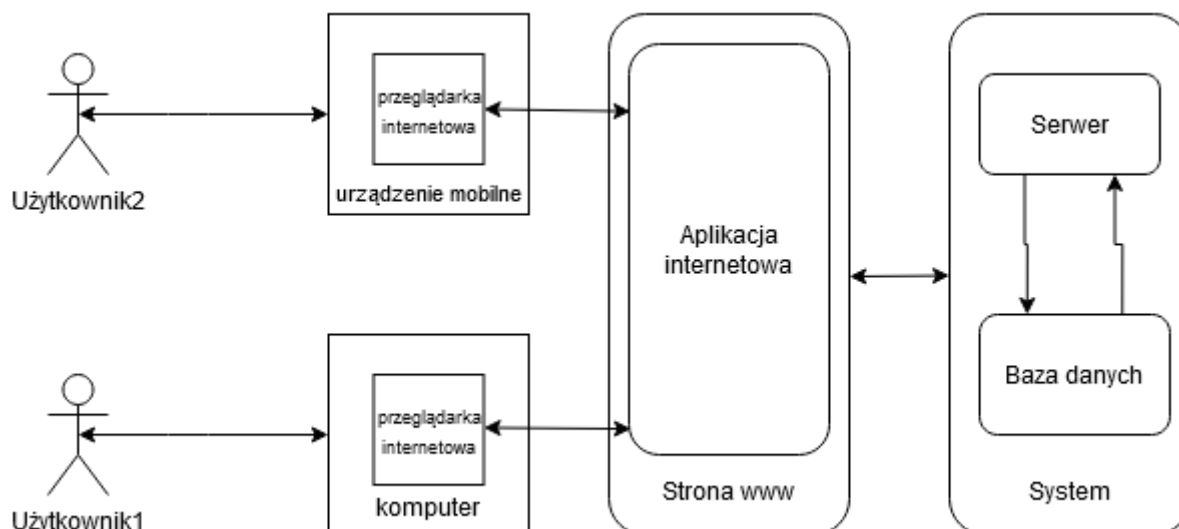 przeglądarka
internetowa
urządzenie mobilne
Użytkownik2
Serwer
Aplikacja
internetowa
Baza danych
przeglądarka
internetowa
komputer
Użytkownik1
Strona www
System